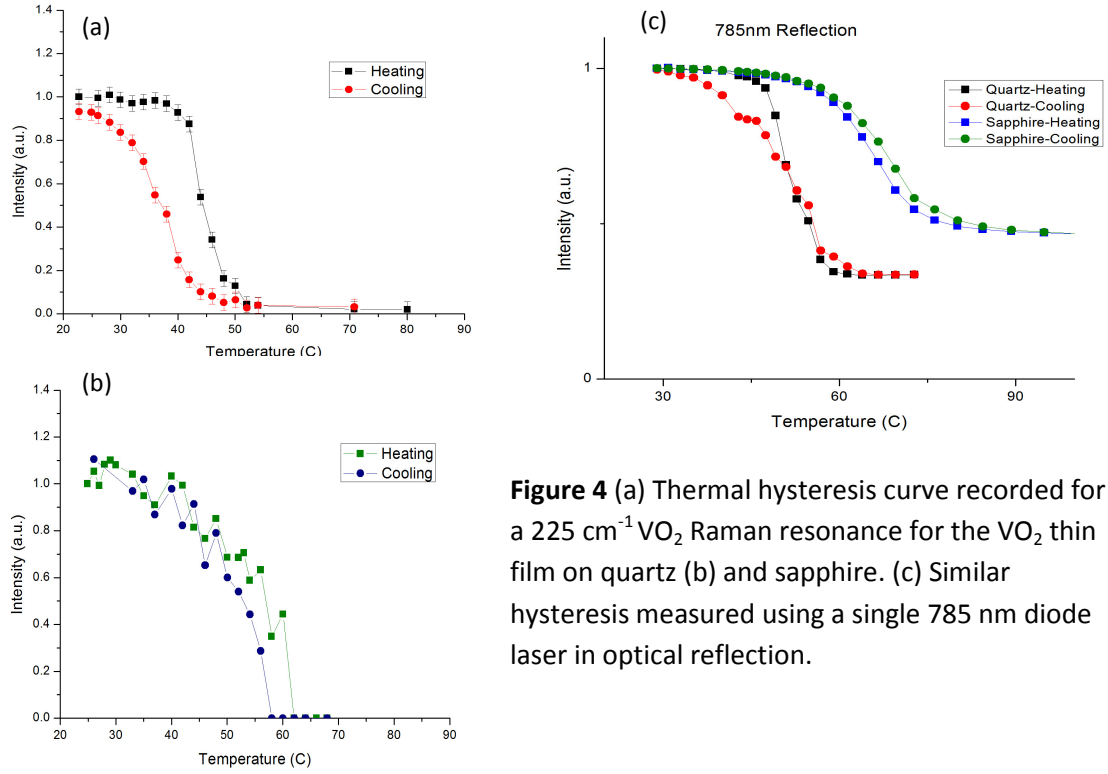 (a)
1.4
1.2
1.0
0.8
0.6
0.4
0.2
0.0
Intensity (a.u.)
Heating
Cooling
20 30 40 50 60 70 80 90
Temperature (C)
(b)
1.4
1.2
1.0
0.8
0.6
0.4
0.2
0.0
Intensity (a.u.)
Heating
Cooling
20 30 40 50 60 70 80 90
Temperature (C)
(c)
785nm Reflection
1
1
Intensity (a.u.)
Quartz-Heating
Quartz-Cooling
Sapphire-Heating
Sapphire-Cooling
30 60 90
Temperature (C)
Figure 4 (a) Thermal hysteresis curve recorded for
a 225 cm⁻¹ VO₂ Raman resonance for the VO₂ thin
film on quartz (b) and sapphire. (c) Similar
hysteresis measured using a single 785 nm diode
laser in optical reflection.